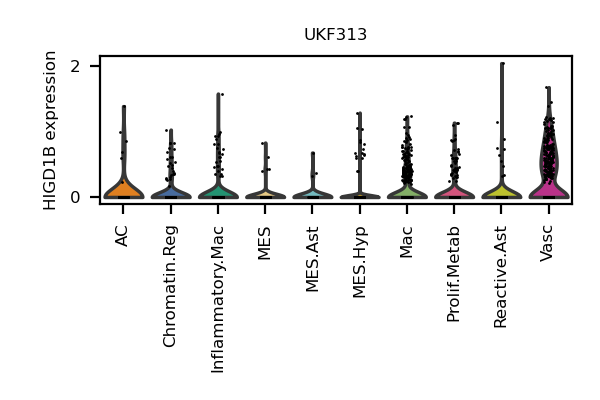 UKF313
HIGD1B expression
2
0
AC
Chromatin.Reg
Inflammatory.Mac
MES
MES.Ast
MES.Hyp
Mac
Prolif.Metab
Reactive.Ast
Vasc